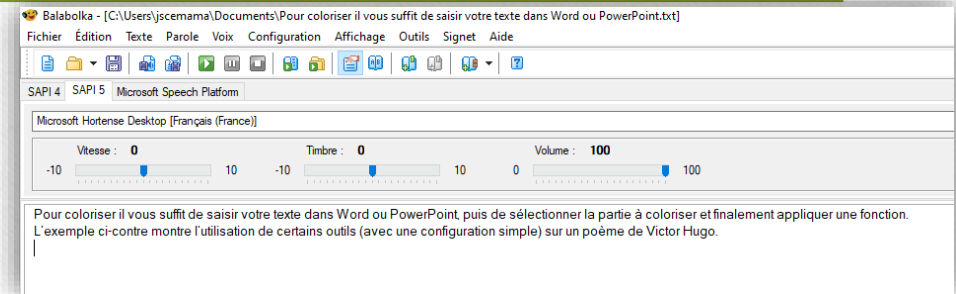 Balabolka - [C:\Users\jscemama\Documents\Pour coloriser il vous suffit de saisir votre texte dans Word ou PowerPoint.txt]
Fichier Édition Texte Parole Voix Configuration Affichage Outils Signet Aide
SAPI 4 SAPI 5 Microsoft Speech Platform
Microsoft Hortense Desktop [Français (France)]
Vitesse : 0 Timbre : 0 Volume : 100
-10 10 -10 10 0 100
Pour coloriser il vous suffit de saisir votre texte dans Word ou PowerPoint, puis de sélectionner la partie à coloriser et finalement appliquer une fonction.
L'exemple ci-contre montre l'utilisation de certains outils (avec une configuration simple) sur un poème de Victor Hugo.